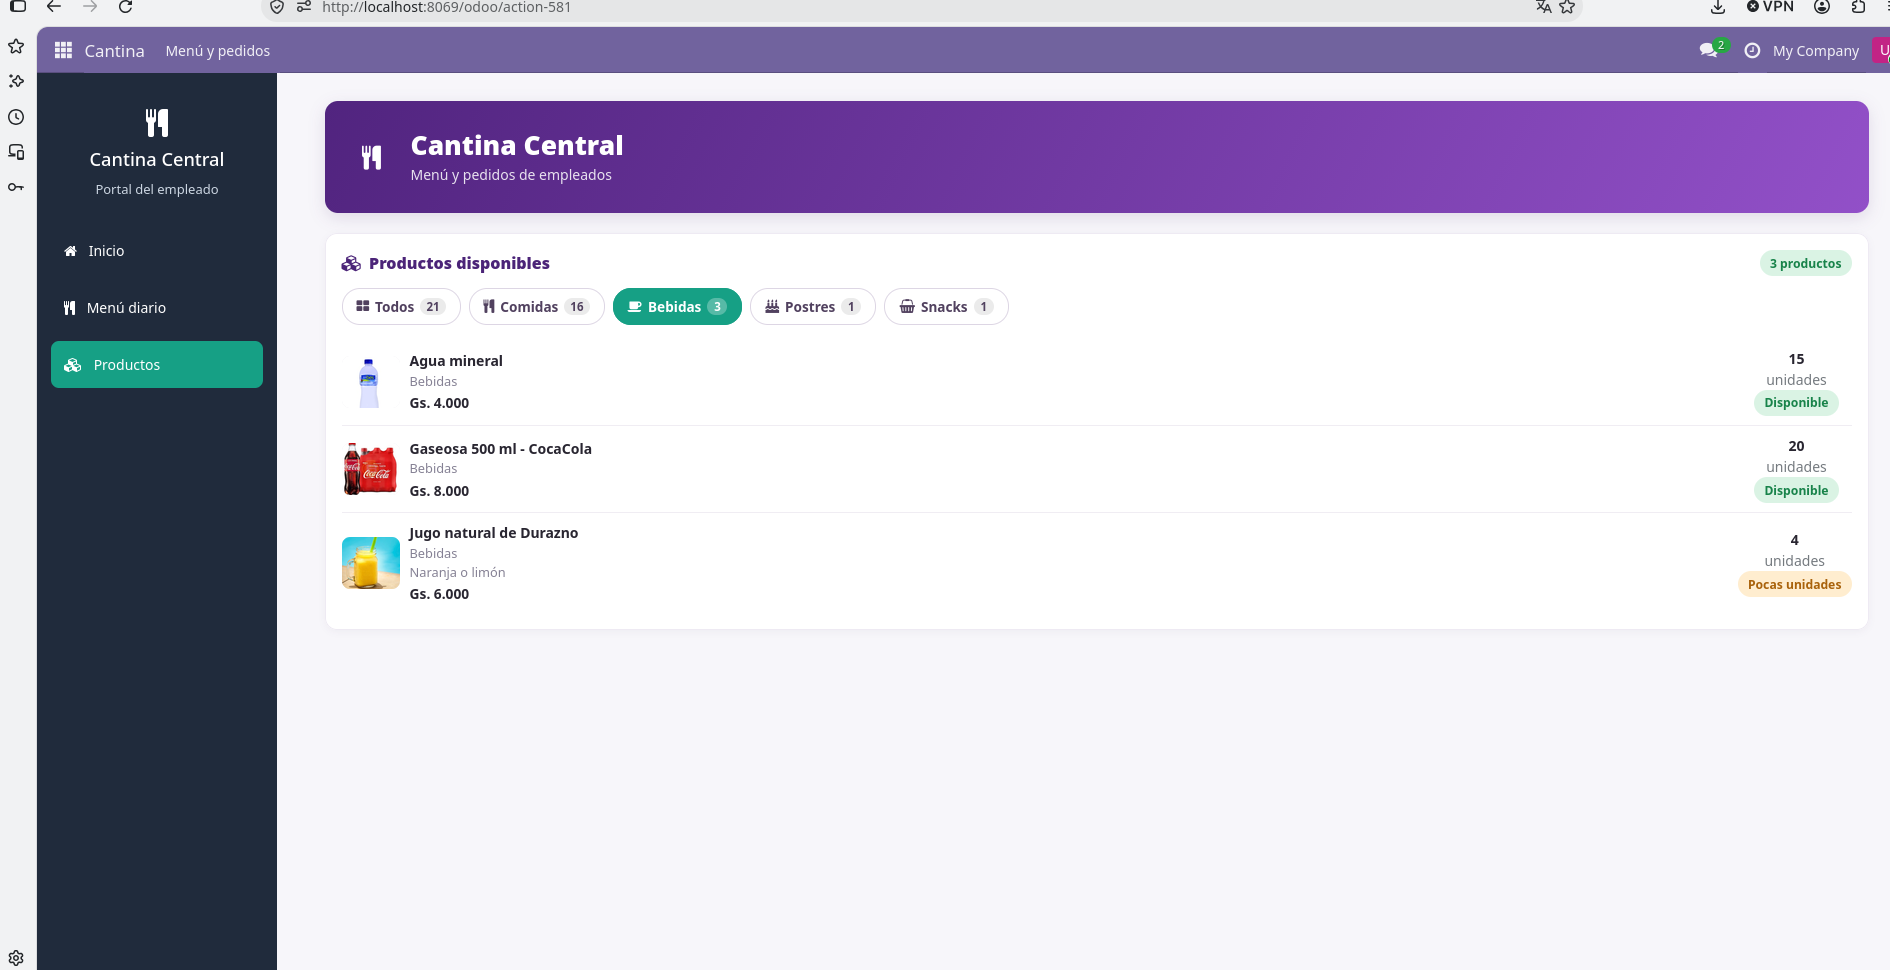 http://localhost:8069/odoo/action-581
VPN
Cantina
Menú y pedidos
2
My Company
U
Cantina Central
Portal del empleado
Inicio
Menú diario
Productos
Cantina Central
Menú y pedidos de empleados
Productos disponibles
3 productos
Todos 21
Comidas 16
Bebidas 3
Postres 1
Snacks 1
Agua mineral
Bebidas
Gs. 4.000
15
unidades
Disponible
Gaseosa 500 ml - CocaCola
Bebidas
Gs. 8.000
20
unidades
Disponible
Jugo natural de Durazno
Bebidas
Naranja o limón
Gs. 6.000
4
unidades
Pocas unidades